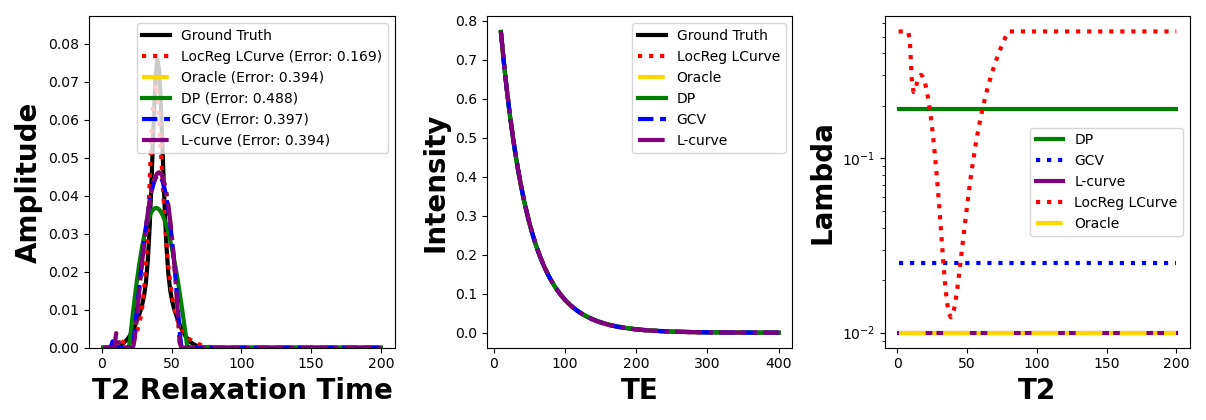 Amplitude
0.08
0.07
0.06
0.05
0.04
0.03
0.02
0.01
0.00
Ground Truth
LocReg LCurve (Error: 0.169)
Oracle (Error: 0.394)
DP (Error: 0.488)
GCV (Error: 0.397)
L-curve (Error: 0.394)
0 50 100 150 200
T2 Relaxation Time
Intensity
0.8
0.7
0.6
0.5
0.4
0.3
0.2
0.1
0.0
Ground Truth
LocReg LCurve
Oracle
DP
GCV
L-curve
0 100 200 300 400
TE
Lambda
10⁻¹
10⁻²
DP
GCV
L-curve
LocReg LCurve
Oracle
0 50 100 150 200
T2